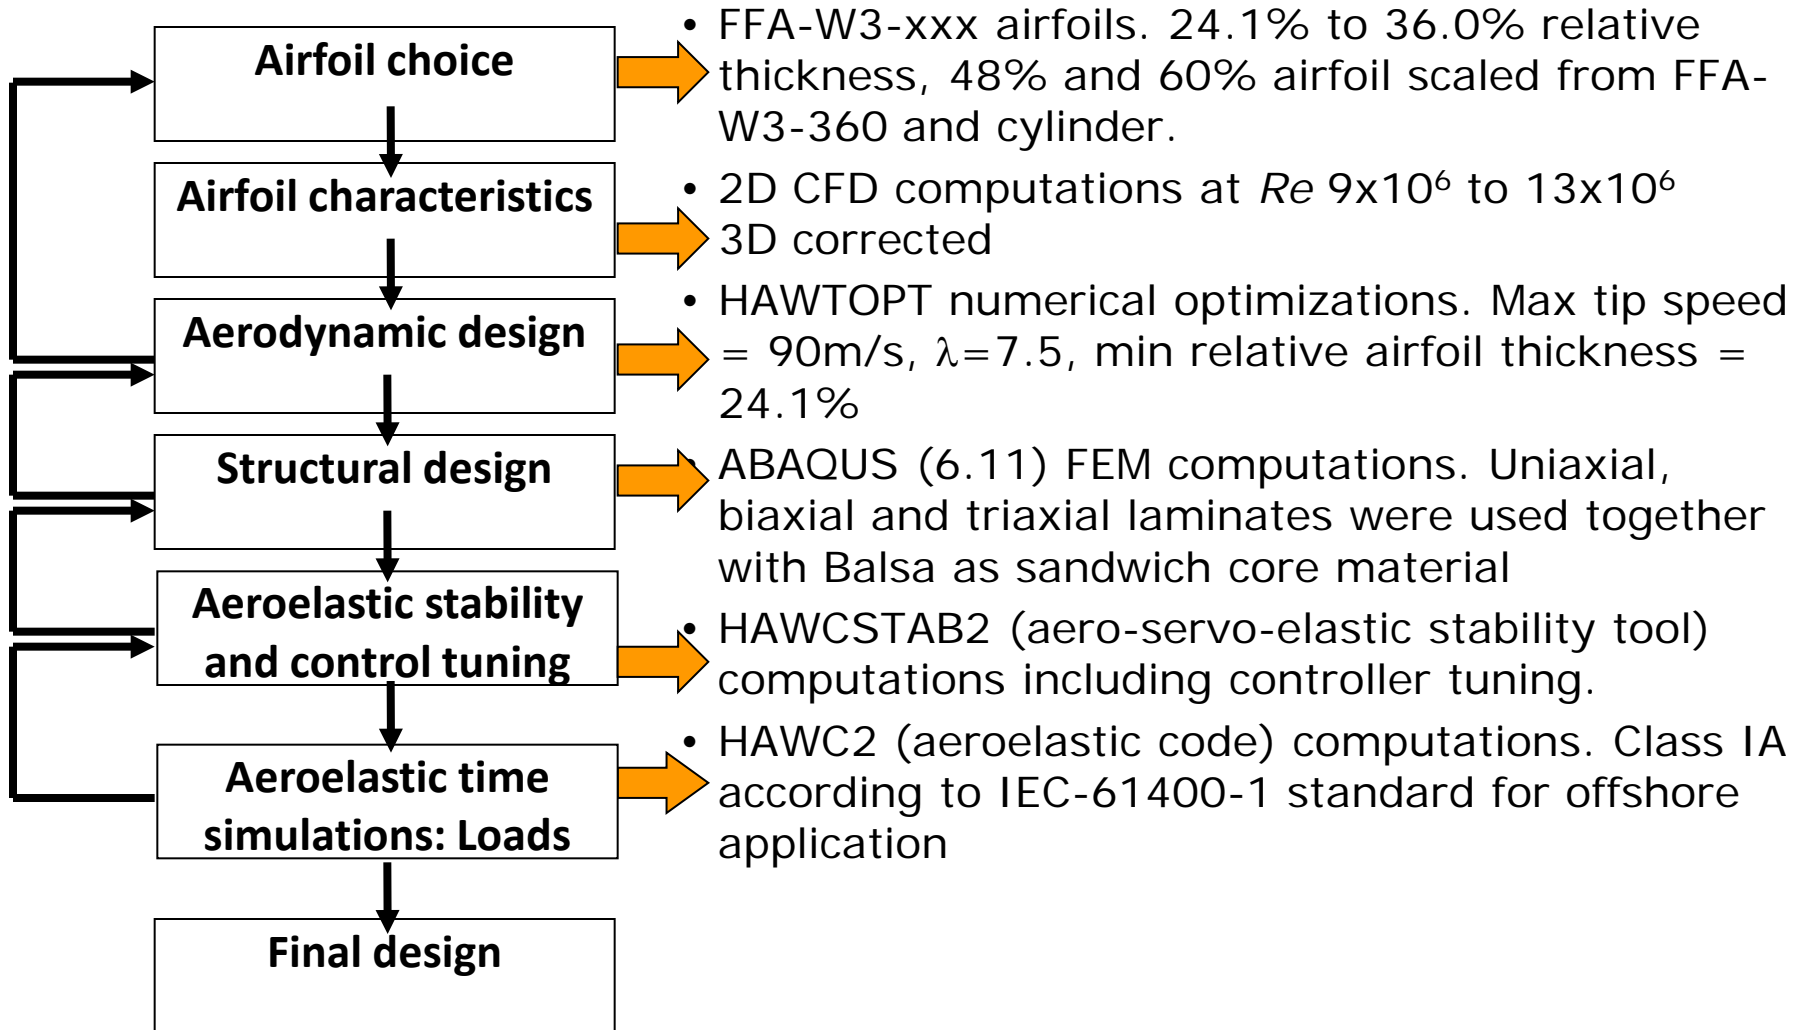 Airfoil choice
• FFA-W3-xxx airfoils. 24.1% to 36.0% relative
thickness, 48% and 60% airfoil scaled from FFA-
W3-360 and cylinder.
Airfoil characteristics
• 2D CFD computations at Re 9x10⁶ to 13x10⁶
3D corrected
Aerodynamic design
• HAWTOPT numerical optimizations. Max tip speed
= 90m/s, λ=7.5, min relative airfoil thickness =
24.1%
Structural design
• ABAQUS (6.11) FEM computations. Uniaxial,
biaxial and triaxial laminates were used together
with Balsa as sandwich core material
Aeroelastic stability
and control tuning
• HAWCSTAB2 (aero-servo-elastic stability tool)
computations including controller tuning.
Aeroelastic time
simulations: Loads
• HAWC2 (aeroelastic code) computations. Class IA
according to IEC-61400-1 standard for offshore
application
Final design